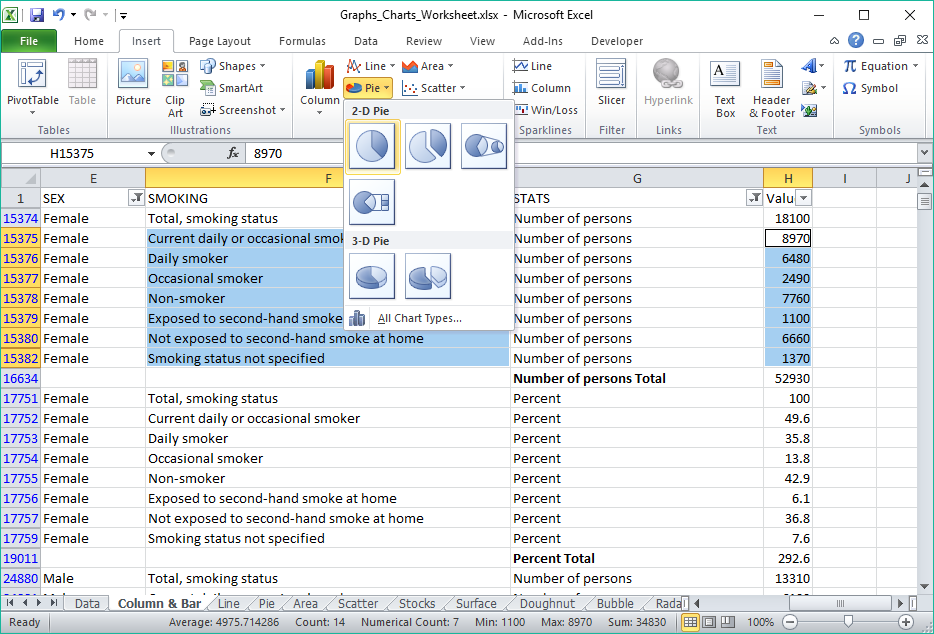 Graphs_Charts_Worksheet.xlsx - Microsoft Excel
File Home Insert Page Layout Formulas Data Review View Add-Ins Developer
PivotTable Table Picture Clip Art Shapes SmartArt Screenshot Column Line Pie Area Scatter Line Column Win/Loss Slicer Hyperlink Text Box Header & Footer Equation Symbol
Tables Illustrations Sparklines Filter Links Text Symbols
2-D Pie
3-D Pie
All Chart Types...
H15375 fx 8970
E F G H I J
1 SEX SMOKING STATS Valu
15374 Female Total, smoking status Number of persons 18100
15375 Female Current daily or occasional smok Number of persons 8970
15376 Female Daily smoker Number of persons 6480
15377 Female Occasional smoker Number of persons 2490
15378 Female Non-smoker Number of persons 7760
15379 Female Exposed to second-hand smoke Number of persons 1100
15380 Female Not exposed to second-hand smoke at home Number of persons 6660
15382 Female Smoking status not specified Number of persons 1370
16634 Number of persons Total 52930
17751 Female Total, smoking status Percent 100
17752 Female Current daily or occasional smoker Percent 49.6
17753 Female Daily smoker Percent 35.8
17754 Female Occasional smoker Percent 13.8
17755 Female Non-smoker Percent 42.9
17756 Female Exposed to second-hand smoke at home Percent 6.1
17757 Female Not exposed to second-hand smoke at home Percent 36.8
17759 Female Smoking status not specified Percent 7.6
19011 Percent Total 292.6
24880 Male Total, smoking status Number of persons 13310
Data Column & Bar Line Pie Area Scatter Stocks Surface Doughnut Bubble Radar
Ready Average: 4975.714286 Count: 14 Numerical Count: 7 Min: 1100 Max: 8970 Sum: 34830 100%